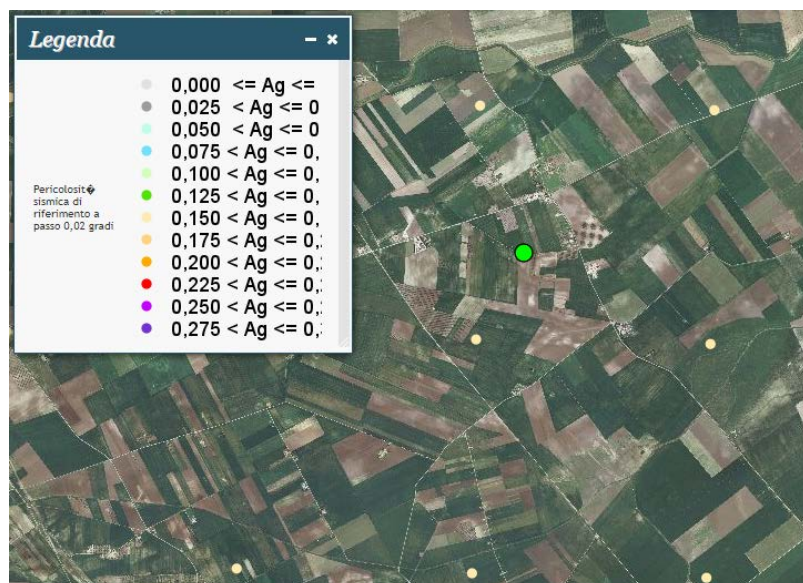 Legenda
0,000 <= Ag <=
0,025 < Ag <= 0
0,050 < Ag <= 0
0,075 < Ag <= 0,
0,100 < Ag <= 0,
0,125 < Ag <= 0,
Pericolosit�
sismica di
riferimento a
passo 0,02 gradi
0,150 < Ag <= 0,
0,175 < Ag <= 0,
0,200 < Ag <= 0,
0,225 < Ag <= 0,
0,250 < Ag <= 0,
0,275 < Ag <= 0,